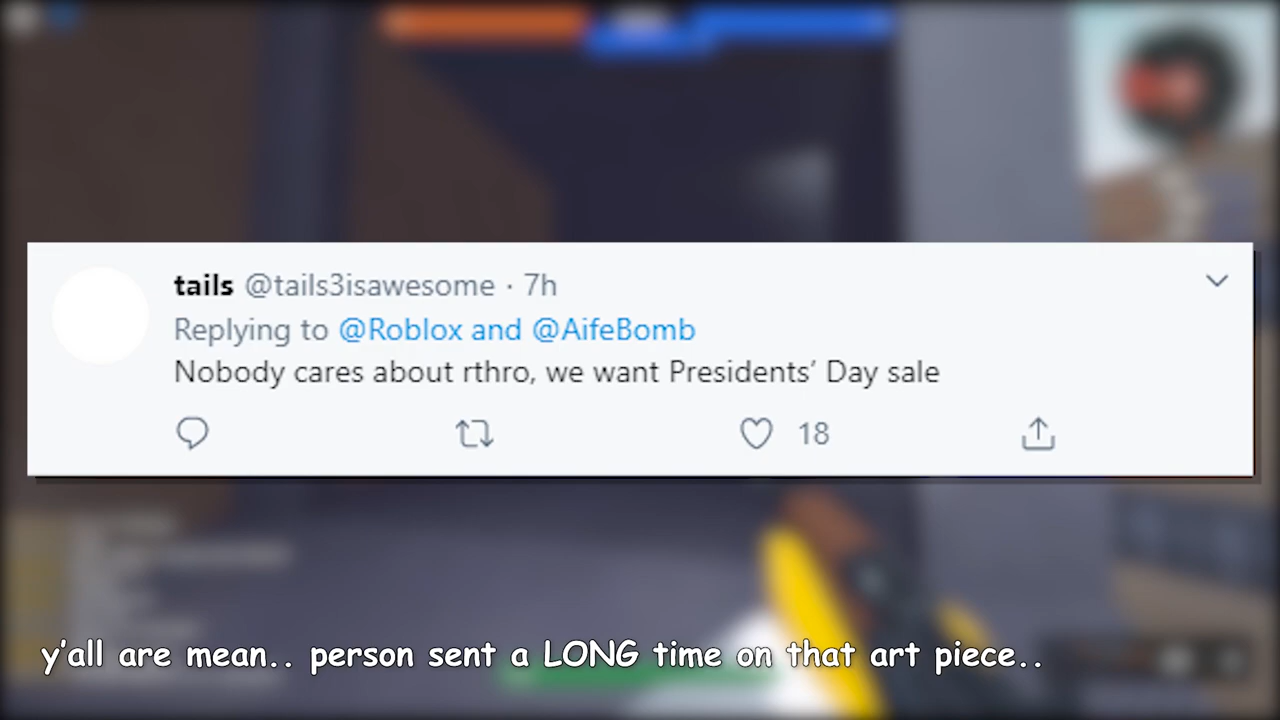 tails @tails3isawesome · 7h
Replying to @Roblox and @AifeBomb
Nobody cares about rthro, we want Presidents’ Day sale
18
y'all are mean.. person sent a LONG time on that art piece..